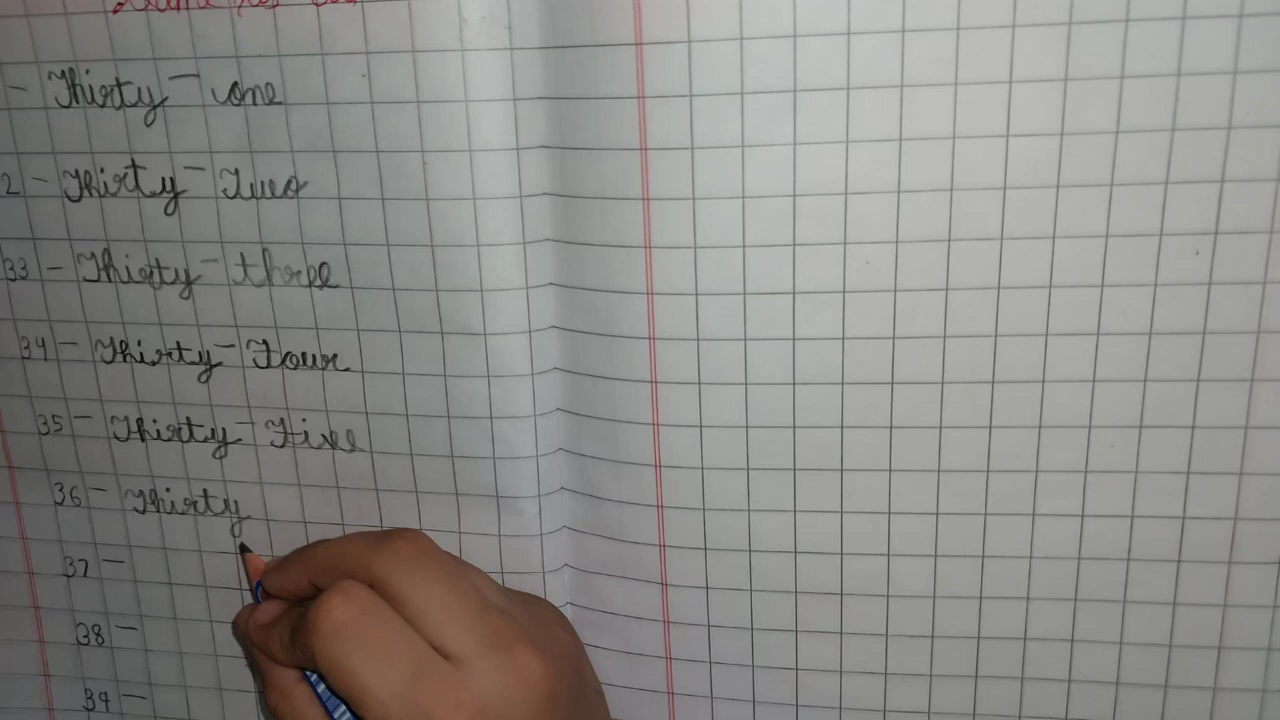 - Thirty - one
2 - Thirty - Two
33 - Thirty - three
34 - Thirty - Four
35 - Thirty - Five
36 - Thirty
37 -
38 -
39 -